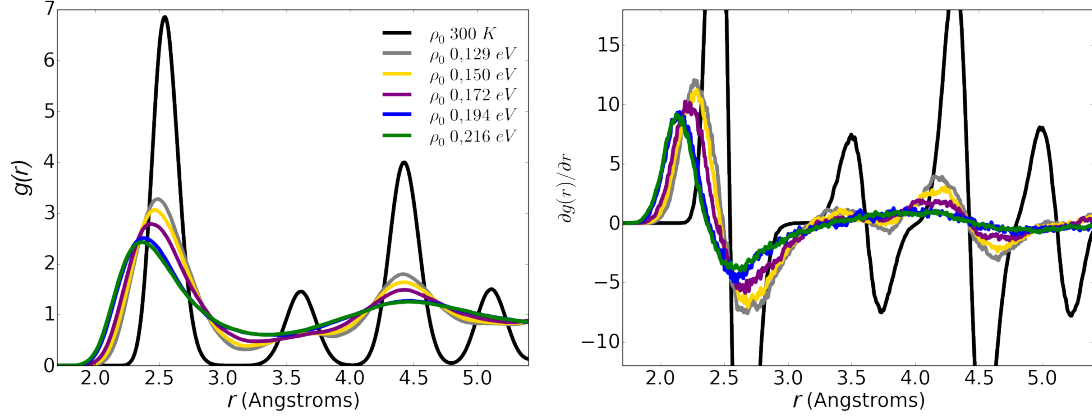 7
6
5
4
3
2
1
0
g(r)
ρ₀ 300 K
ρ₀ 0,129 eV
ρ₀ 0,150 eV
ρ₀ 0,172 eV
ρ₀ 0,194 eV
ρ₀ 0,216 eV
2.0 2.5 3.0 3.5 4.0 4.5 5.0
r (Angstroms)
15
10
5
0
−5
−10
∂g(r)/∂r
2.0 2.5 3.0 3.5 4.0 4.5 5.0
r (Angstroms)